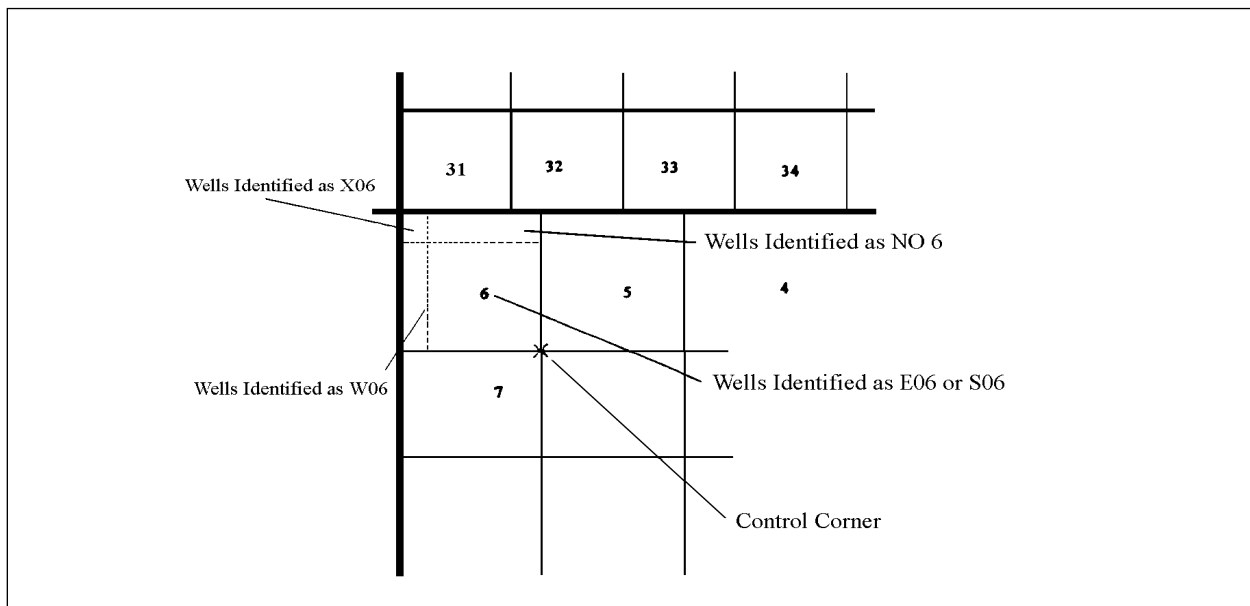 31 32 33 34
Wells Identified as X06
Wells Identified as NO 6
6 5 4
Wells Identified as W06
Wells Identified as E06 or S06
7
Control Corner